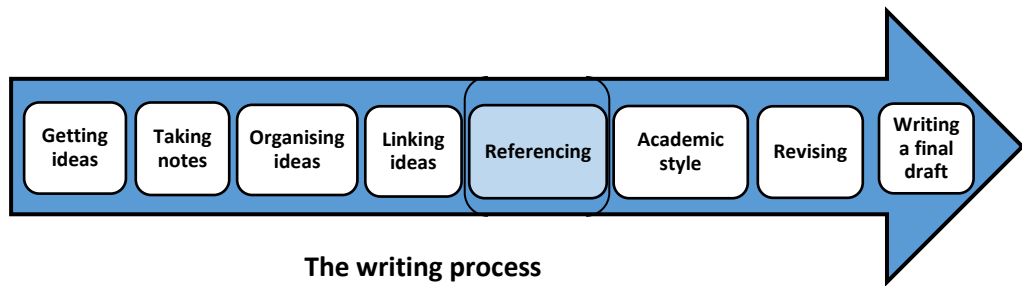 Getting
ideas
Taking
notes
Organising
ideas
Linking
ideas
Referencing
Academic
style
Revising
Writing
a final
draft
The writing process